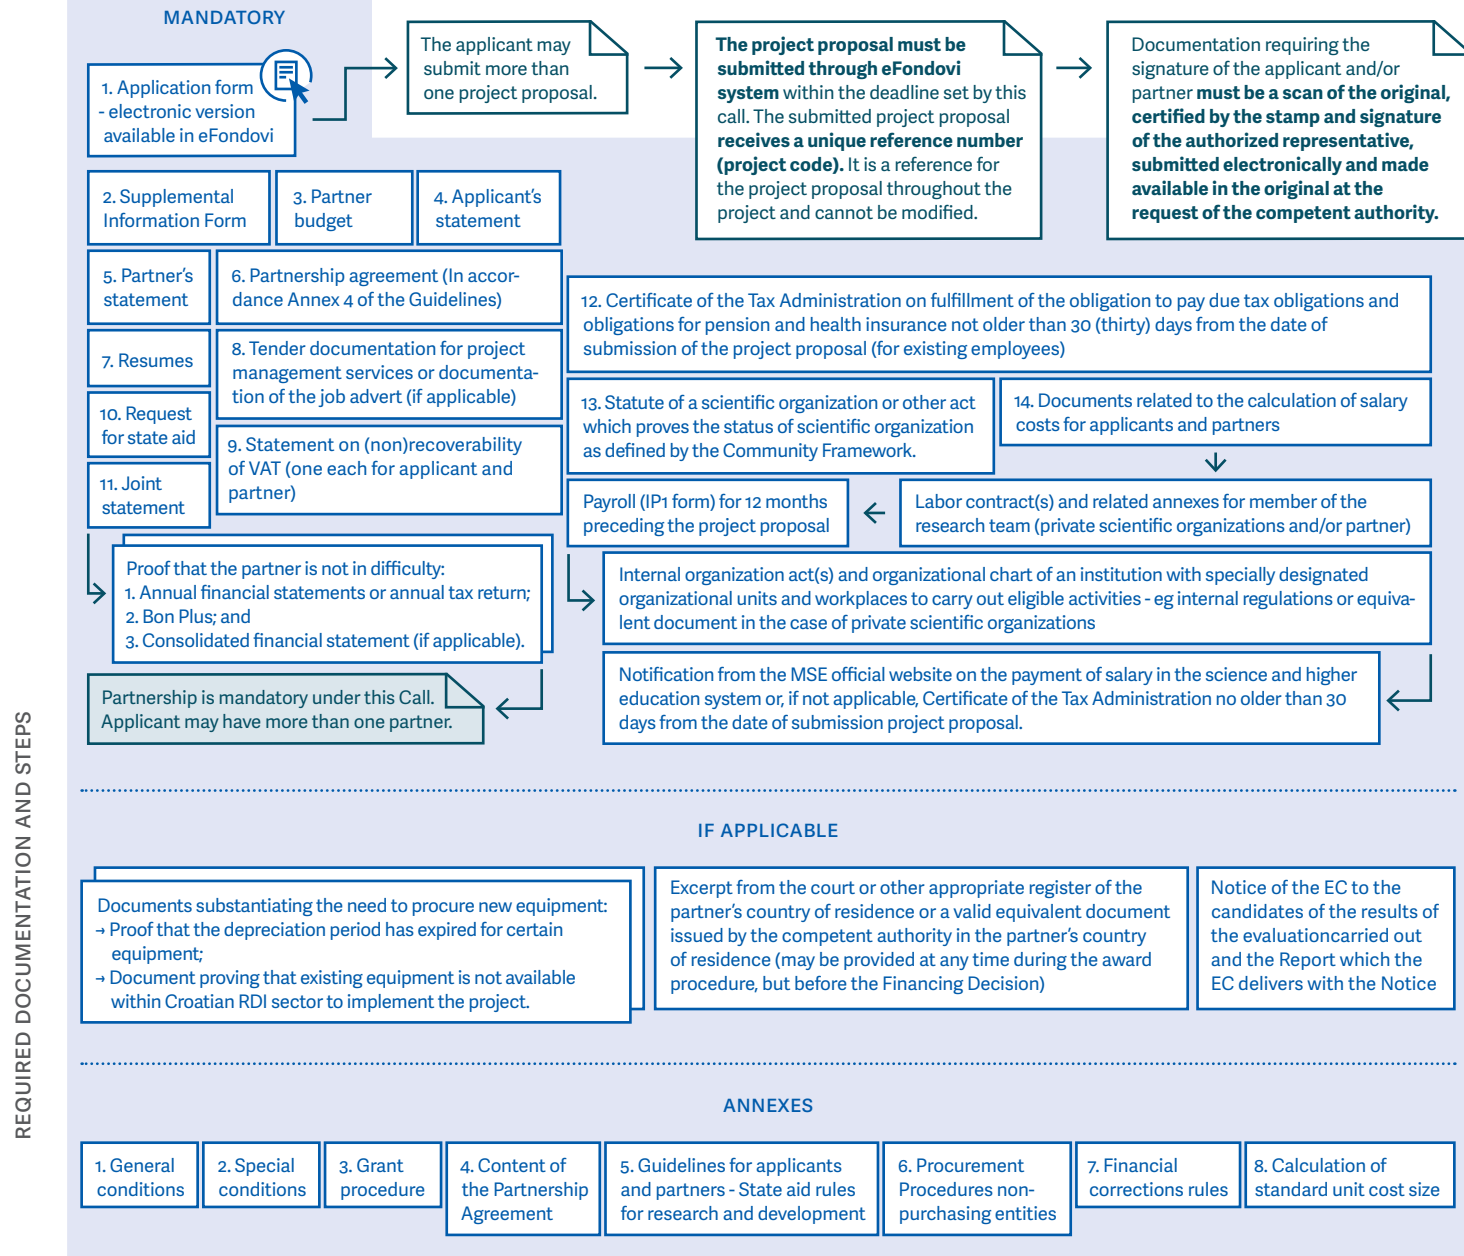 MANDATORY
1. Application form
- electronic version
available in eFondovi
The applicant may
submit more than
one project proposal.
The project proposal must be
submitted through eFondovi
system within the deadline set by this
call. The submitted project proposal
receives a unique reference number
(project code). It is a reference for
the project proposal throughout the
project and cannot be modified.
Documentation requiring the
signature of the applicant and/or
partner must be a scan of the original,
certified by the stamp and signature
of the authorized representative,
submitted electronically and made
available in the original at the
request of the competent authority.
2. Supplemental
Information Form
3. Partner
budget
4. Applicant's
statement
5. Partner's
statement
6. Partnership agreement (In accor-
dance Annex 4 of the Guidelines)
7. Resumes
8. Tender documentation for project
management services or documenta-
tion of the job advert (if applicable)
9. Statement on (non)recoverability
of VAT (one each for applicant and
partner)
10. Request
for state aid
11. Joint
statement
12. Certificate of the Tax Administration on fulfillment of the obligation to pay due tax obligations and
obligations for pension and health insurance not older than 30 (thirty) days from the date of
submission of the project proposal (for existing employees)
13. Statute of a scientific organization or other act
which proves the status of scientific organization
as defined by the Community Framework.
14. Documents related to the calculation of salary
costs for applicants and partners
Labor contract(s) and related annexes for member of the
research team (private scientific organizations and/or partner)
Payroll (IP1 form) for 12 months
preceding the project proposal
Internal organization act(s) and organizational chart of an institution with specially designated
organizational units and workplaces to carry out eligible activities - eg internal regulations or equiva-
lent document in the case of private scientific organizations
Notification from the MSE official website on the payment of salary in the science and higher
education system or, if not applicable, Certificate of the Tax Administration no older than 30
days from the date of submission project proposal.
Proof that the partner is not in difficulty:
1. Annual financial statements or annual tax return;
2. Bon Plus; and
3. Consolidated financial statement (if applicable).
Partnership is mandatory under this Call.
Applicant may have more than one partner.
REQUIRED DOCUMENTATION AND STEPS
IF APPLICABLE
Documents substantiating the need to procure new equipment:
→ Proof that the depreciation period has expired for certain
equipment;
→ Document proving that existing equipment is not available
within Croatian RDI sector to implement the project.
Excerpt from the court or other appropriate register of the
partner's country of residence or a valid equivalent document
issued by the competent authority in the partner's country
of residence (may be provided at any time during the award
procedure, but before the Financing Decision)
Notice of the EC to the
candidates of the results of
the evaluationcarried out
and the Report which the
EC delivers with the Notice
ANNEXES
1. General
conditions
2. Special
conditions
3. Grant
procedure
4. Content of
the Partnership
Agreement
5. Guidelines for applicants
and partners - State aid rules
for research and development
6. Procurement
Procedures non-
purchasing entities
7. Financial
corrections rules
8. Calculation of
standard unit cost size